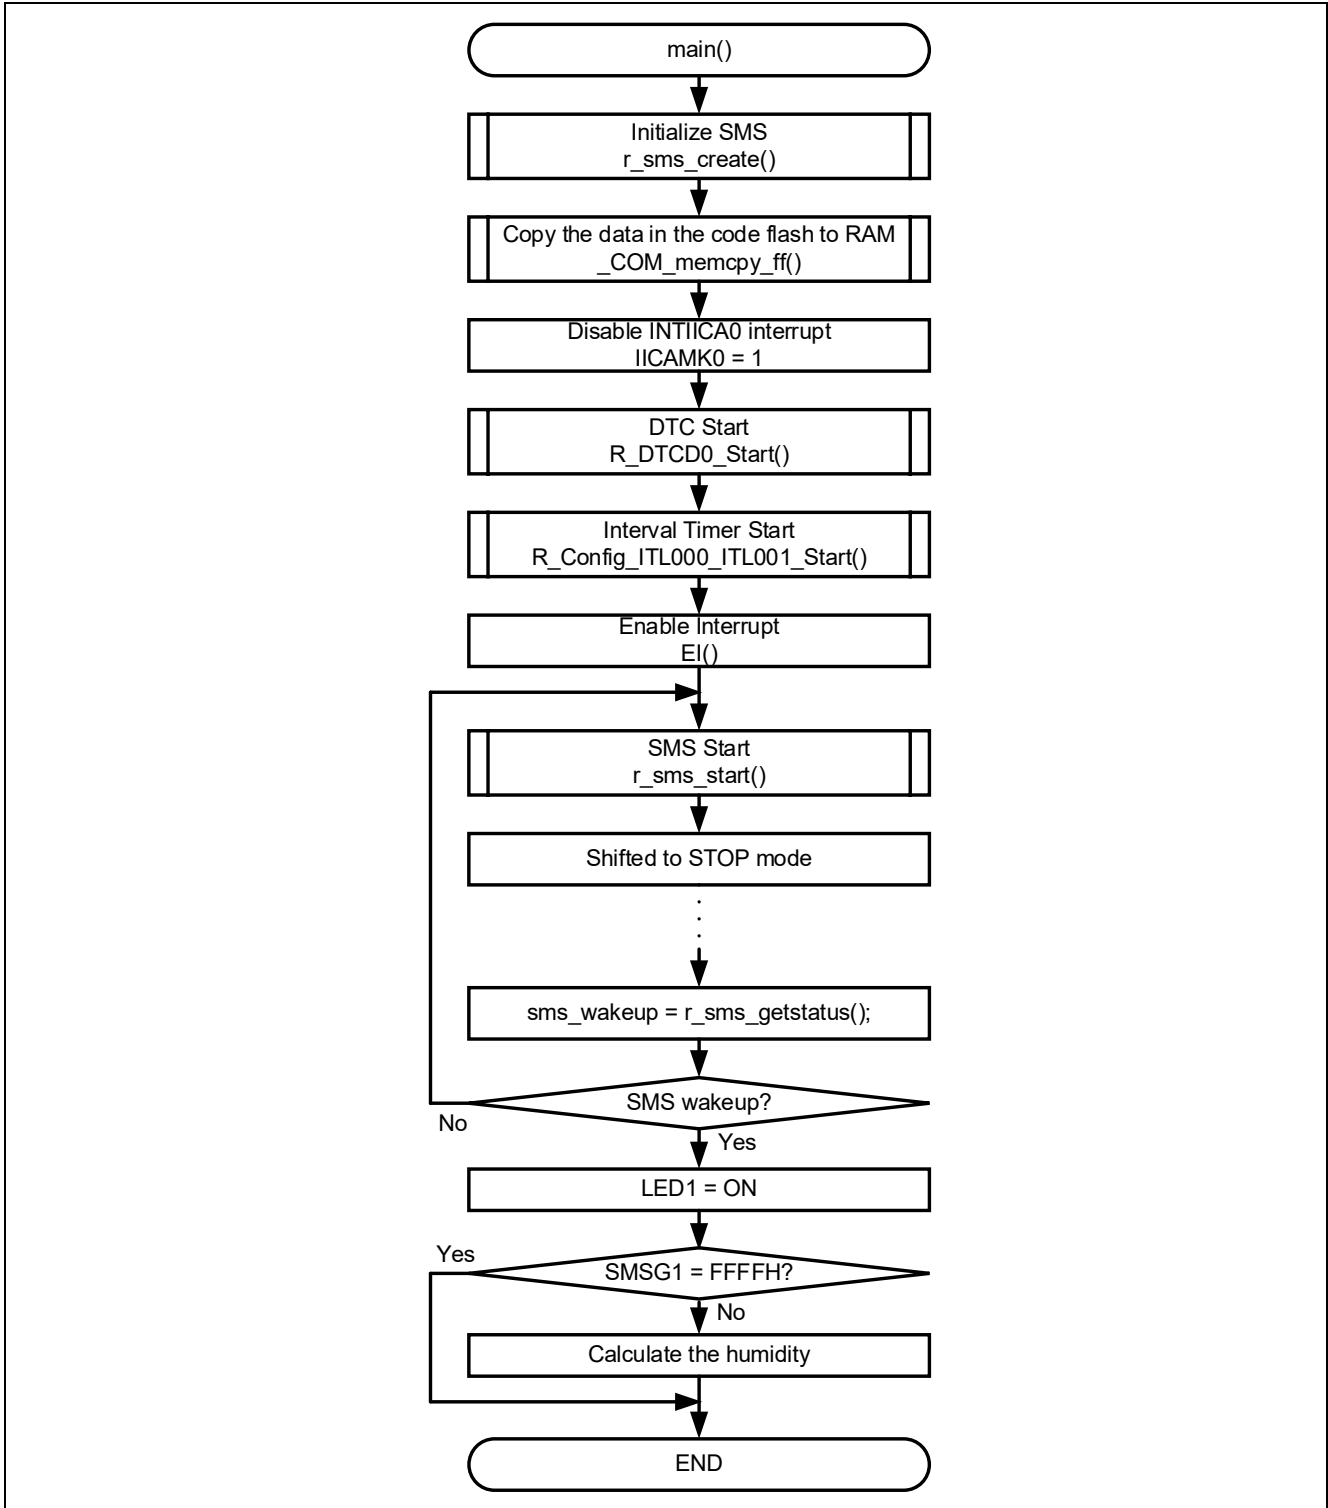 main()
Initialize SMS
r_sms_create()
Copy the data in the code flash to RAM
_COM_memcpy_ff()
Disable INTIICA0 interrupt
IICAMK0 = 1
DTC Start
R_DTCD0_Start()
Interval Timer Start
R_Config_ITL000_ITL001_Start()
Enable Interrupt
EI()
SMS Start
r_sms_start()
Shifted to STOP mode
sms_wakeup = r_sms_getstatus();
SMS wakeup?
No
Yes
LED1 = ON
Yes
SMSG1 = FFFFH?
No
Calculate the humidity
END